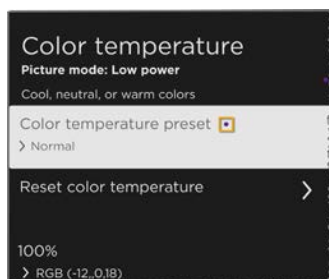 Color temperature
Picture mode: Low power
Cool, neutral, or warm colors
Color temperature preset
> Normal
Reset color temperature
100%
> RGB (-12,,0,18)